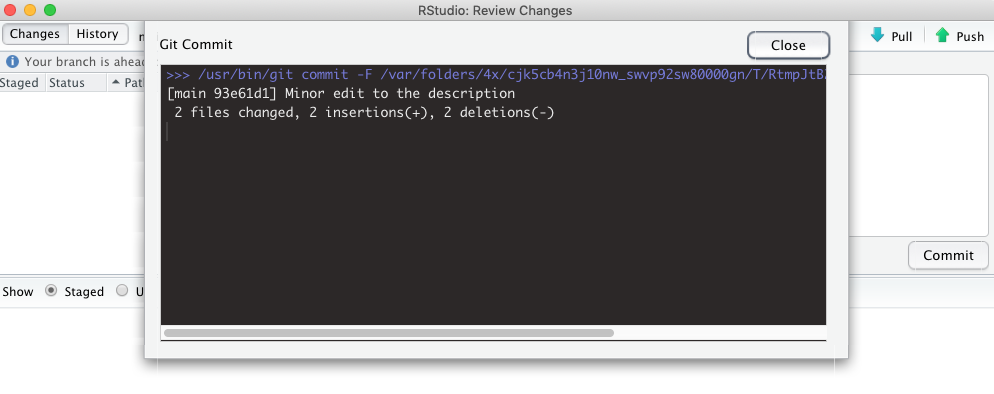 RStudio: Review Changes
Changes History Pull Push
Git Commit Close
Your branch is ahead
Staged Status
>>> /usr/bin/git commit -F /var/folders/4x/cjk5cb4n3j10nw_swvp92sw80000gn/T/RtmpJtB
[main 93e61d1] Minor edit to the description
2 files changed, 2 insertions(+), 2 deletions(-)
Commit
Show Staged